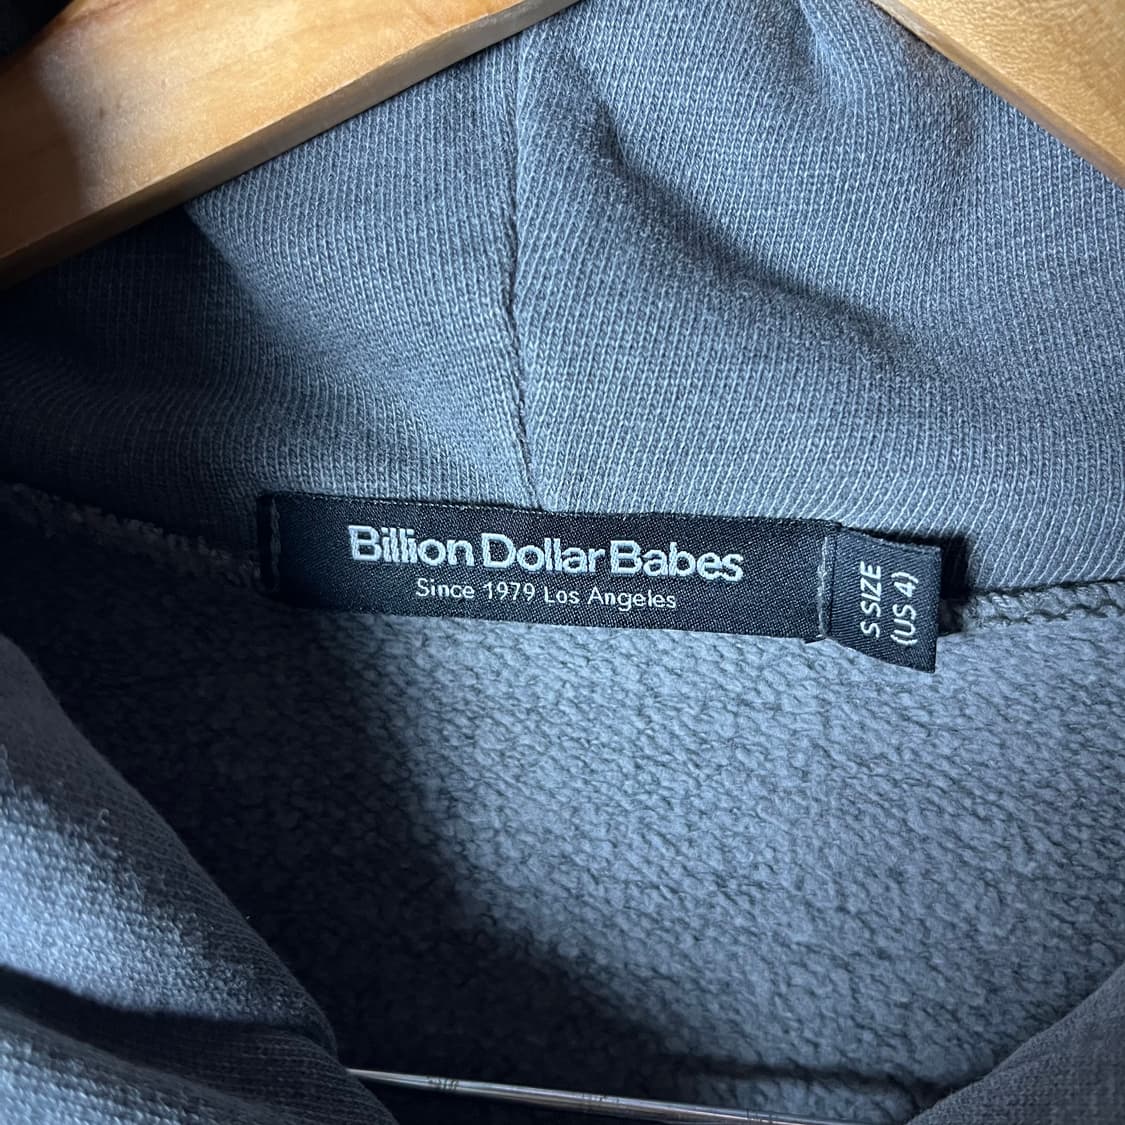 Billion Dollar Babes
Since 1979 Los Angeles
S SIZE
(US 4)